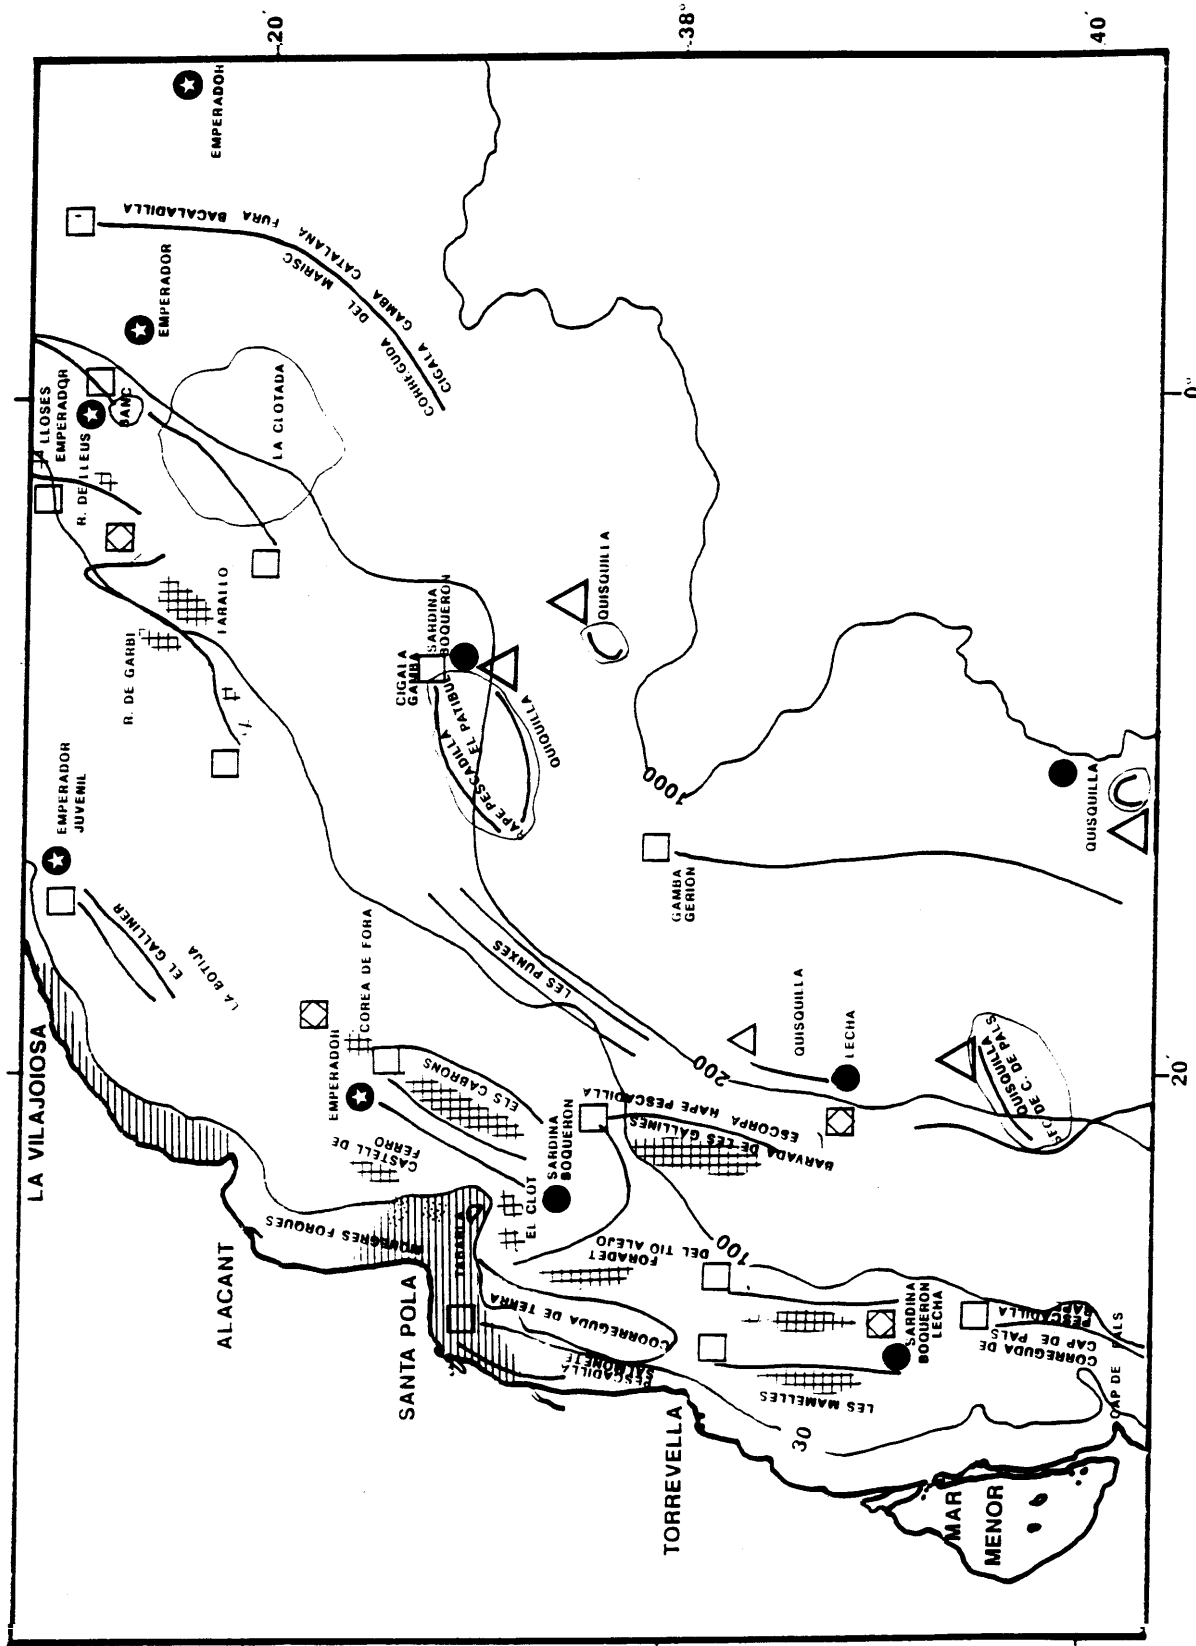 20'
38°
40'
EMPERADOR
FURA BACALADILLA
CIGALA GAMBA CATALANA
CORREGUDA DEL MARISC
EMPERADOR
LLOSES
EMPERADOR
BANC
R. DE LLEUS
LA CLOTADA
0°
QUISQUILLA
TARALLO
R. DE GARBI
SARDINA
BOQUERON
CIGALA
GAMBA
EL PATIBUL
RAPE PESCADILLA
QUIQUILLA
EMPERADOR
JUVENIL
1000
QUISQUILLA
GAMBA
GERION
EL GALLINER
LA BOTIJA
LES PUNXES
COREA DE FORA
EMPERADOR
ELS CABRONS
CASTELL DE
FERRO
200
QUISQUILLA
LECHA
QUISQUILLA
SEC DE C. DE PALS
20'
ESCORPA RAPE PESCADILLA
BARVADA DE LES GALLINES
SARDINA
BOQUERON
EL CLOT
LA VILAJOIOSA
ALACANT
SANTA POLA
TORREVELLA
MAR
MENOR
FORQUES
TABARLA
FORADET
DEL TIO ALEJO
100
CORREGUDA DE TERRA
PESCADILLA
SALMONETE
LES MAMELLES
SARDINA
BOQUERON
LECHA
RAPE
PESCADILLA
CORREGUDA DE
CAP DE PALS
CAP DE PALS
30